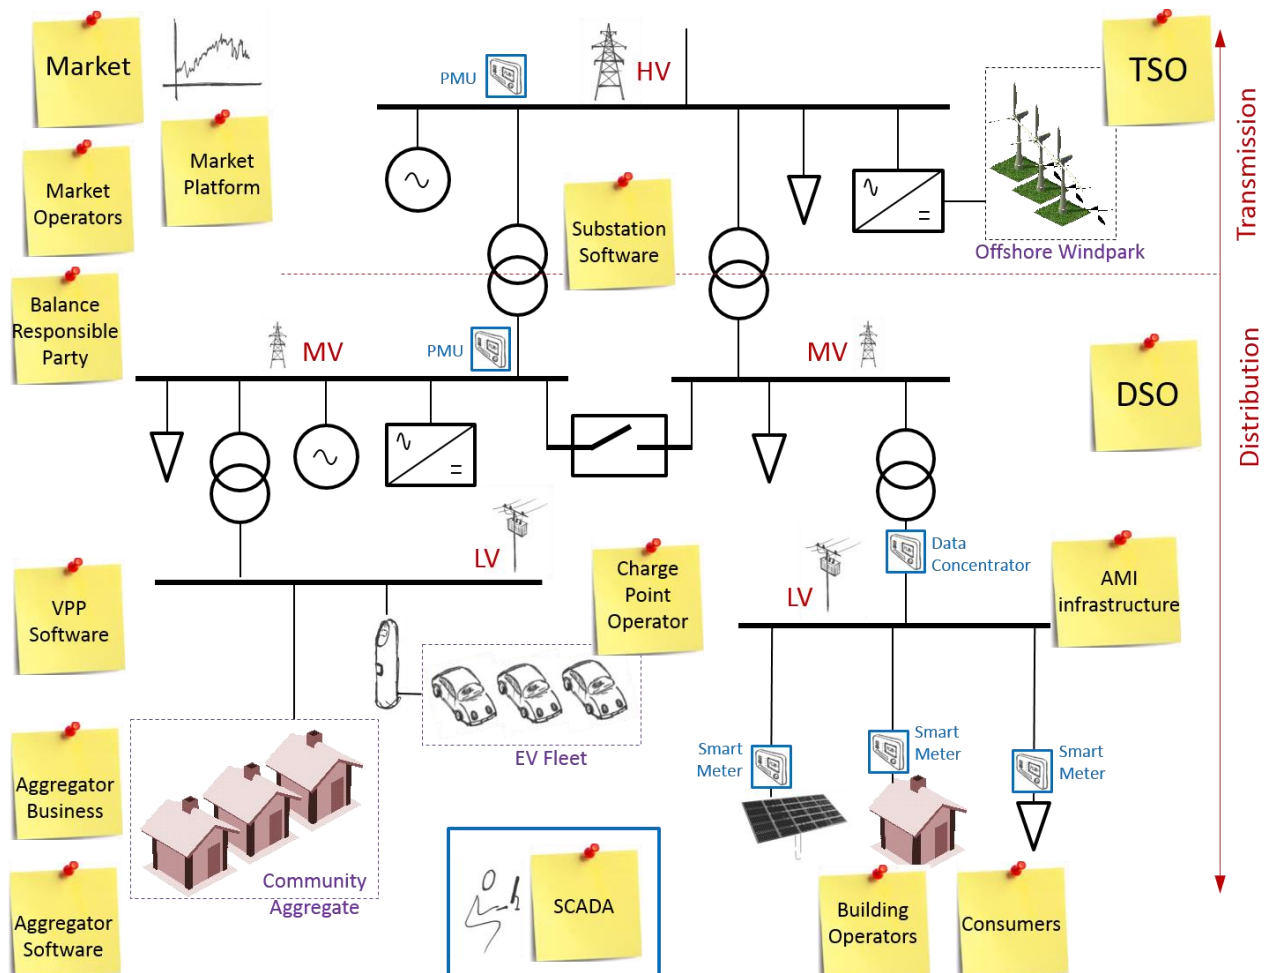 Market
PMU
HV
TSO
Market
Platform
Market
Operators
Substation
Software
Offshore Windpark
Transmission
Balance
Responsible
Party
MV
PMU
MV
DSO
Distribution
LV
Data
Concentrator
Charge
Point
Operator
LV
AMI
infrastructure
VPP
Software
EV Fleet
Smart
Meter
Smart
Meter
Smart
Meter
Aggregator
Business
Community
Aggregate
SCADA
Aggregator
Software
Building
Operators
Consumers